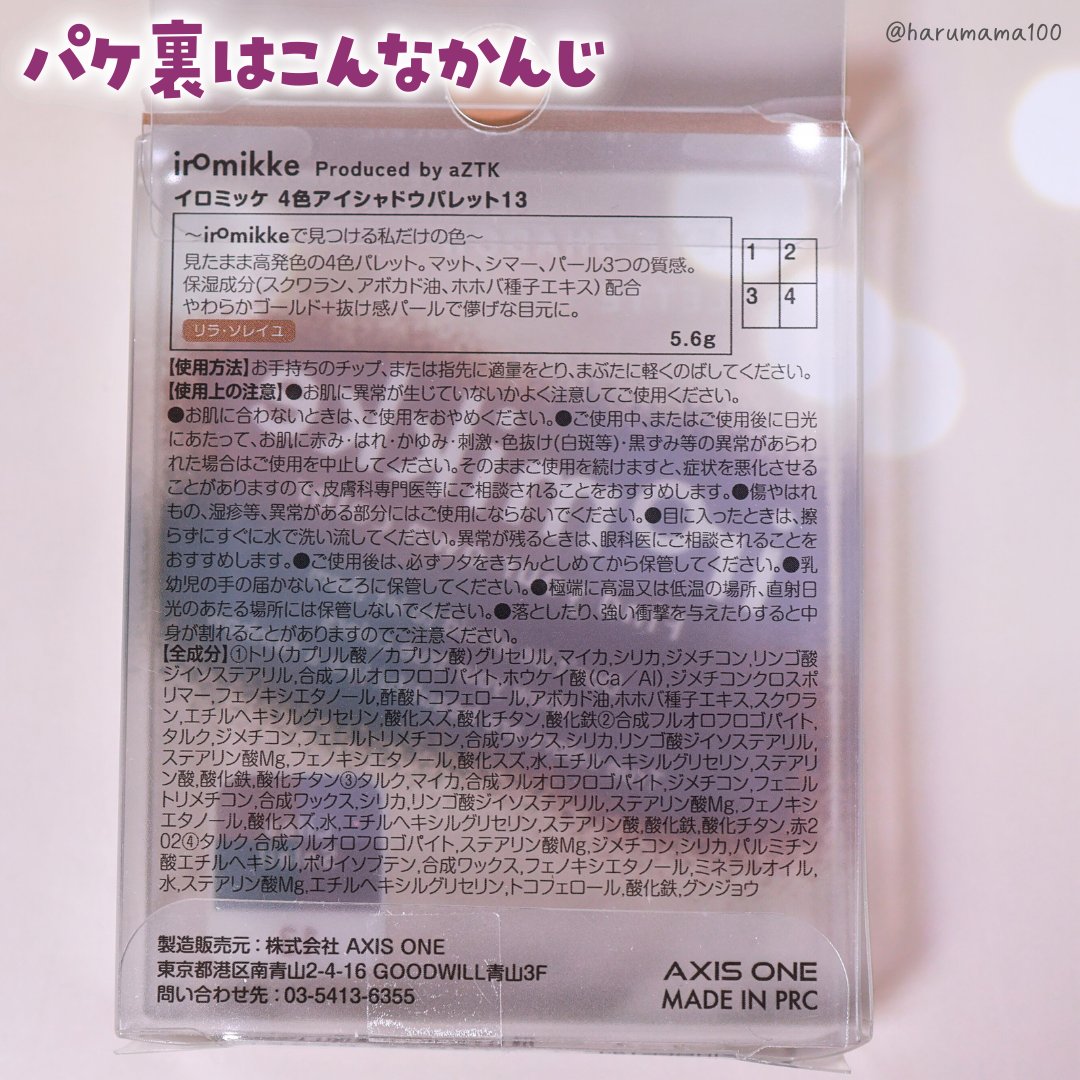 パケ裏はこんなかんじ
@harumama100
iromikke Produced by aZTK
イロミッケ 4色アイシャドウパレット13
～iromikkeで見つける私だけの色～
見たまま高発色の4色パレット。マット、シマー、パール3つの質感。
保湿成分(スクワラン、アボカド油、ホホバ種子エキス)配合
やわらかゴールド+抜け感パールで儚げな目元に。
リラ・ソレイユ
5.6g
1 2
3 4
【使用方法】お手持ちのチップ、または指先に適量をとり、まぶたに軽くのばしてください。
【使用上の注意】●お肌に異常が生じていないかよく注意してご使用ください。
●お肌に合わないときは、ご使用をおやめください。●ご使用中、またはご使用後に日光
にあたって、お肌に赤み・はれ・かゆみ・刺激・色抜け(白斑等)・黒ずみ等の異常があらわ
れた場合はご使用を中止してください。そのままご使用を続けますと、症状を悪化させる
ことがありますので、皮膚科専門医等にご相談されることをおすすめします。●傷やはれ
もの、湿疹等、異常がある部分にはご使用にならないでください。●目に入ったときは、擦
らずにすぐに水で洗い流してください。異常が残るときは、眼科医にご相談されることを
おすすめします。●ご使用後は、必ずフタをきちんとしめてから保管してください。●乳
幼児の手の届かないところに保管してください。●極端に高温又は低温の場所、直射日
光のあたる場所には保管しないでください。●落としたり、強い衝撃を与えたりすると中
身が割れることがありますのでご注意ください。
【全成分】①トリ(カプリル酸／カプリン酸)グリセリル,マイカ,シリカ,ジメチコン,リンゴ酸
ジイソステアリル,合成フルオロフロゴパイト,ホウケイ酸(Ca／Al),ジメチコンクロスポ
リマー,フェノキシエタノール,酢酸トコフェロール,アボカド油,ホホバ種子エキス,スクワラ
ン,エチルヘキシルグリセリン,酸化スズ,酸化チタン,酸化鉄②合成フルオロフロゴパイト,
タルク,ジメチコン,フェニルトリメチコン,合成ワックス,シリカ,リンゴ酸ジイソステアリル,
ステアリン酸Mg,フェノキシエタノール,酸化スズ,水,エチルヘキシルグリセリン,ステアリ
ン酸,酸化鉄,酸化チタン③タルク,マイカ,合成フルオロフロゴパイト,ジメチコン,フェニル
トリメチコン,合成ワックス,シリカ,リンゴ酸ジイソステアリル,ステアリン酸Mg,フェノキシ
エタノール,酸化スズ,水,エチルヘキシルグリセリン,ステアリン酸,酸化鉄,酸化チタン,赤2
02④タルク,合成フルオロフロゴパイト,ステアリン酸Mg,ジメチコン,シリカ,パルミチン
酸エチルヘキシル,ポリイソブテン,合成ワックス,フェノキシエタノール,ミネラルオイル,
水,ステアリン酸Mg,エチルヘキシルグリセリン,トコフェロール,酸化鉄,グンジョウ
製造販売元：株式会社 AXIS ONE
東京都港区南青山2-4-16 GOODWILL青山3F
問い合わせ先：03-5413-6355
AXIS ONE
MADE IN PRC